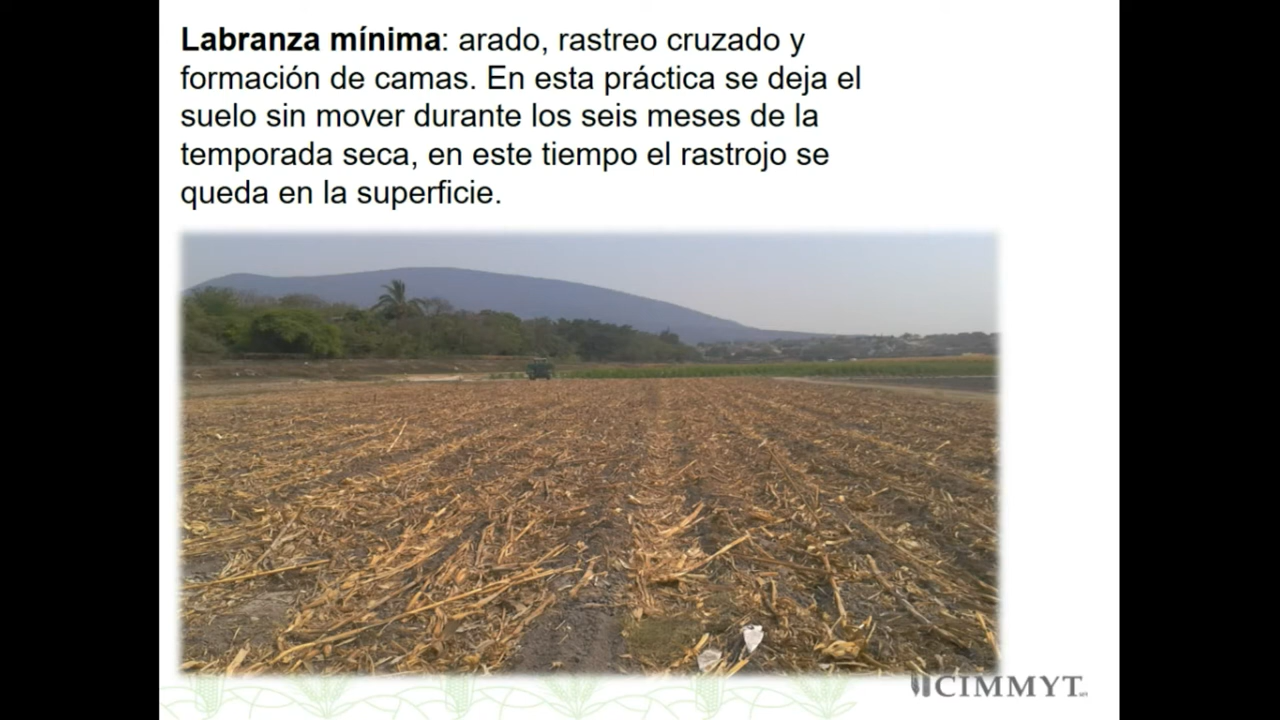 Labranza mínima: arado, rastreo cruzado y
formación de camas. En esta práctica se deja el
suelo sin mover durante los seis meses de la
temporada seca, en este tiempo el rastrojo se
queda en la superficie.
CIMMYT